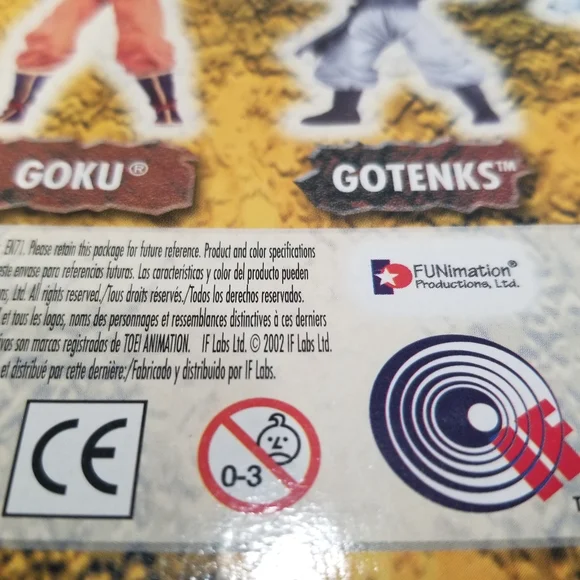 GOKU®
GOTENKS™
EN71. Please retain this package for future reference. Product and color specifications
este envase para referencias futuras. Las características y color del producto pueden
Ltd. All rights reserved./Tous droits réservés./Todos los derechos reservados.
et tous les logos, noms des personnages et ressemblances distinctives à ces derniers
son marcas registradas de TOEI ANIMATION. IF Labs Ltd. © 2002 IF Labs Ltd.
et distribué par cette dernière:/Fabricado y distribuido por IF Labs.
FUNimation®
Productions, Ltd.
CE
0-3
if